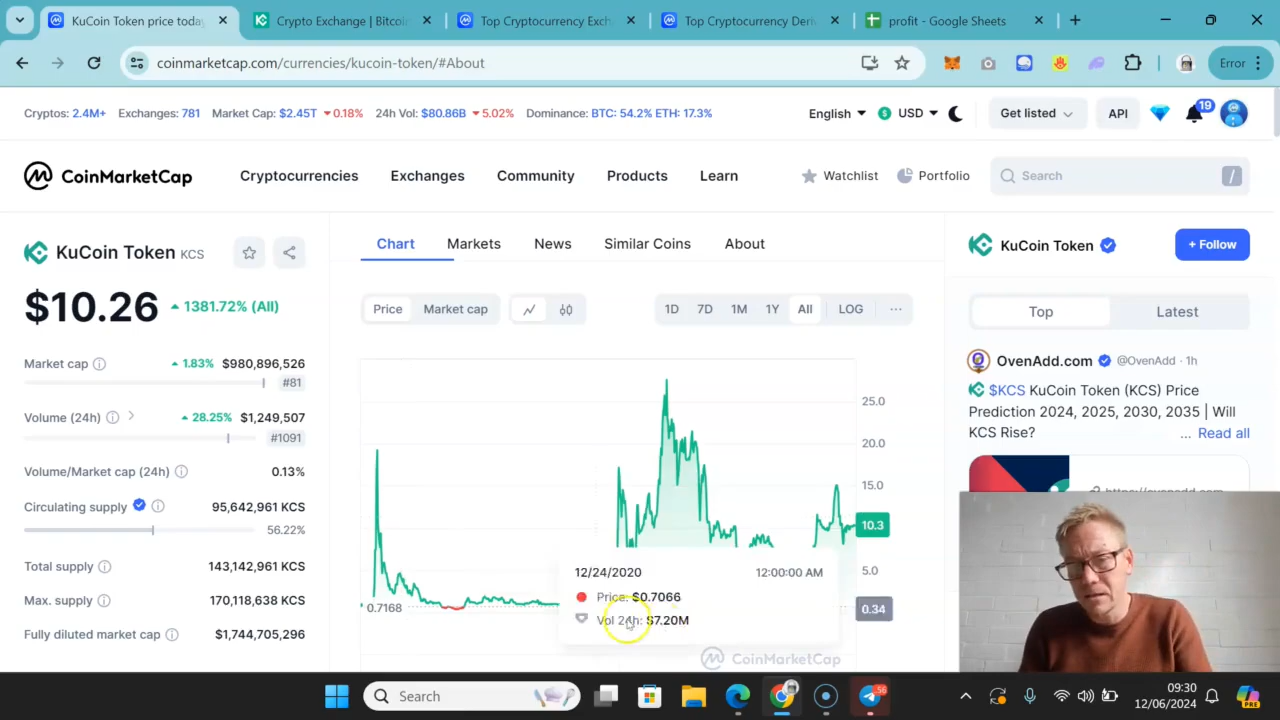 KuCoin Token price today
Crypto Exchange | Bitcoin
Top Cryptocurrency Exch
Top Cryptocurrency Deri
profit - Google Sheets
coinmarketcap.com/currencies/kucoin-token/#About
Error
Cryptos: 2.4M+ Exchanges: 781 Market Cap: $2.45T 0.18% 24h Vol: $80.86B 5.02% Dominance: BTC: 54.2% ETH: 17.3%
English USD Get listed API 19
CoinMarketCap
Cryptocurrencies Exchanges Community Products Learn
Watchlist Portfolio Search /
KuCoin Token KCS
$10.26 1381.72% (All)
Market cap 1.83% $980,896,526
#81
Volume (24h) 28.25% $1,249,507
#1091
Volume/Market cap (24h) 0.13%
Circulating supply 95,642,961 KCS
56.22%
Total supply 143,142,961 KCS
Max. supply 170,118,638 KCS
Fully diluted market cap $1,744,705,296
Chart Markets News Similar Coins About
Price Market cap 1D 7D 1M 1Y All LOG ...
25.0
20.0
15.0
10.3
5.0
0.34
0.7168
12/24/2020 12:00:00 AM
Price: $0.7066
Vol 24h: $7.20M
CoinMarketCap
KuCoin Token + Follow
Top Latest
OvenAdd.com @OvenAdd · 1h
$KCS KuCoin Token (KCS) Price
Prediction 2024, 2025, 2030, 2035 | Will
KCS Rise? ... Read all
https://ovenadd.com
Search
56
09:30
12/06/2024
PRE